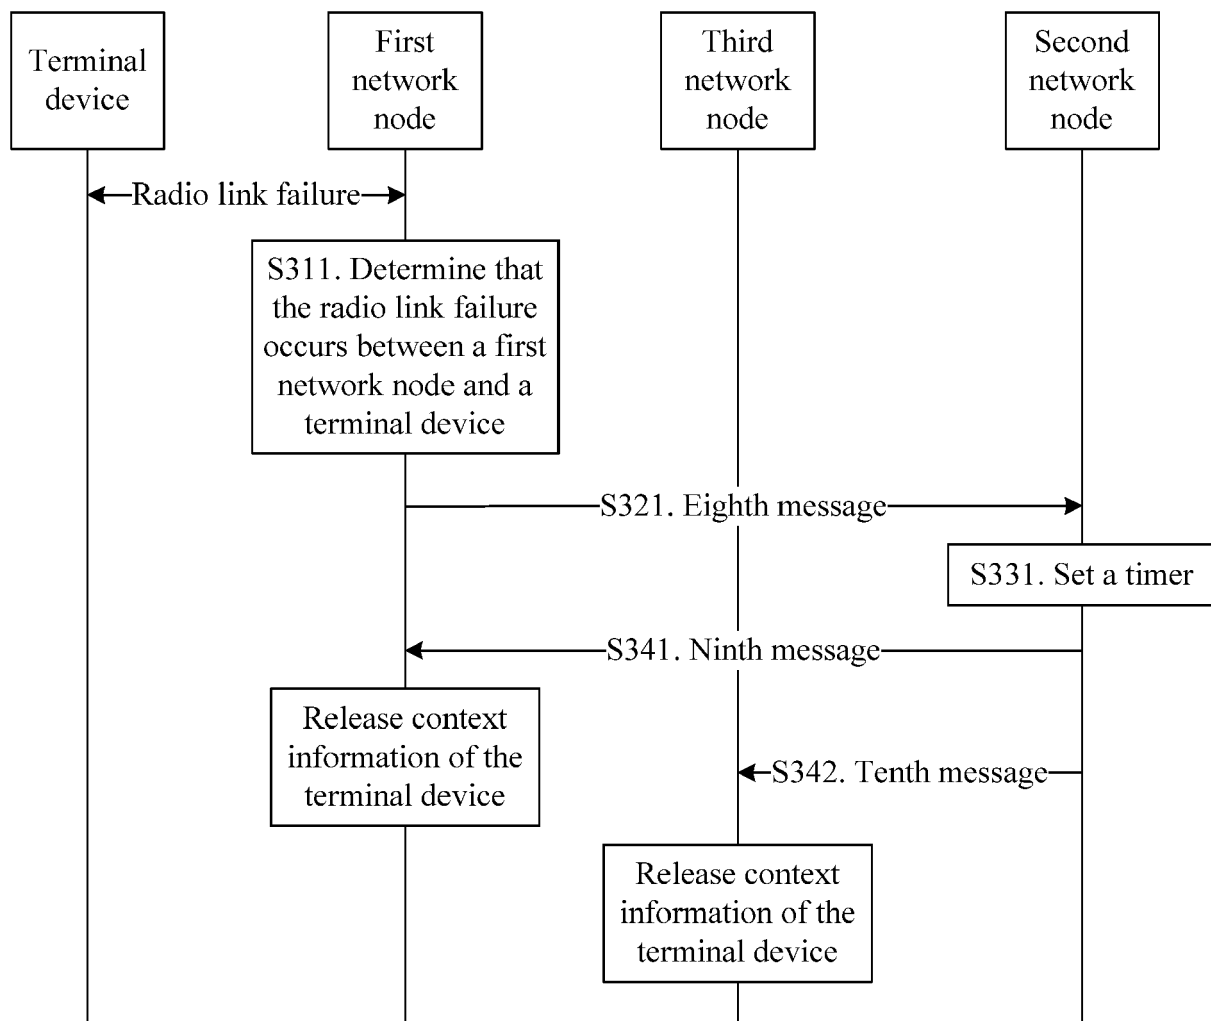 Terminal
device
First
network
node
Third
network
node
Second
network
node
Radio link failure
S311. Determine that
the radio link failure
occurs between a first
network node and a
terminal device
S321. Eighth message
S331. Set a timer
S341. Ninth message
Release context
information of the
terminal device
S342. Tenth message
Release context
information of the
terminal device